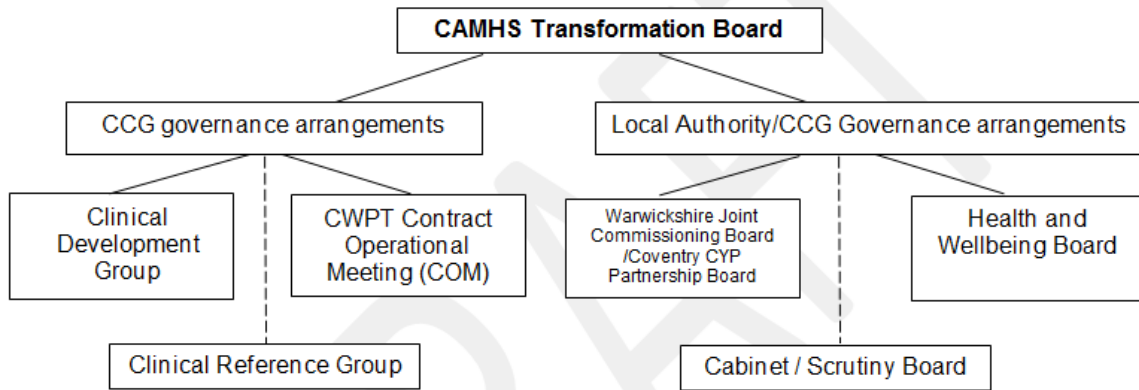 CAMHS Transformation Board
CCG governance arrangements
Local Authority/CCG Governance arrangements
Clinical
Development
Group
CWPT Contract
Operational
Meeting (COM)
Warwickshire Joint
Commissioning Board
/Coventry CYP
Partnership Board
Health and
Wellbeing Board
Clinical Reference Group
Cabinet / Scrutiny Board